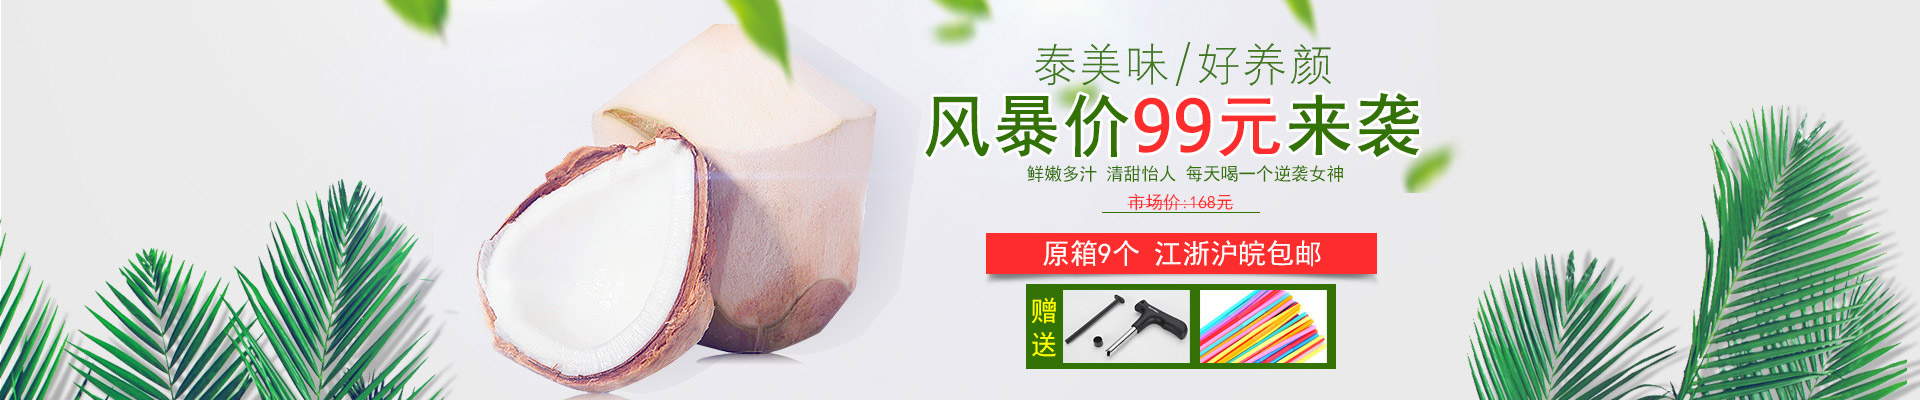 泰美味/好养颜
风暴价99元来袭
鲜嫩多汁 清甜怡人 每天喝一个逆袭女神
市场价:168元
原箱9个 江浙沪皖包邮
赠送